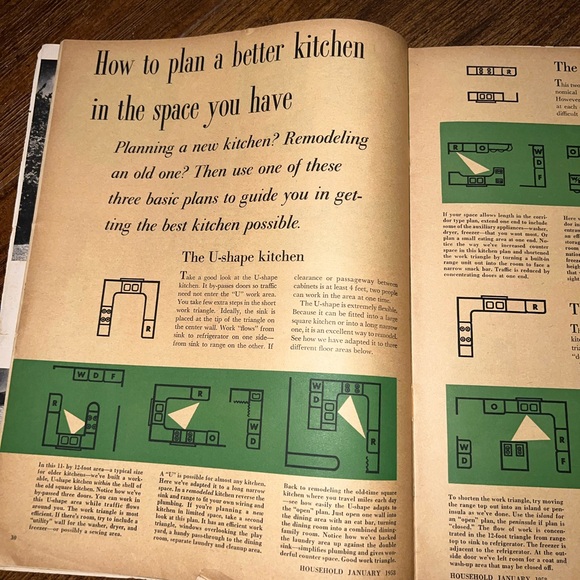 How to plan a better kitchen
in the space you have
Planning a new kitchen? Remodeling
an old one? Then use one of these
three basic plans to guide you in get-
ting the best kitchen possible.
The U-shape kitchen
Take a good look at the U-shape
kitchen. It by-passes doors so traffic
need not enter the "U" work area.
You take few extra steps in the short
work triangle. Ideally, the sink is
placed at the tip of the triangle on
the center wall. Work "flows" from
sink to refrigerator on one side—
from sink to range on the other. If
clearance or passageway between
cabinets is at least 4 feet, two people
can work in the area at one time.
The U-shape is extremely flexible.
Because it can be fitted into a large
square kitchen or into a long narrow
one, it is an excellent way to remodel.
See how we have adapted it to three
different floor areas below.
R
W D F
R
R
O
W
D
W
D
F
R
In this 11- by 12-foot area—a typical size
for older kitchens—we've built a work-
able, U-shape kitchen within the shell of
the old square kitchen. Notice how we've
by-passed three doors. You can work in
this U-shape area while traffic flows
around you. The work triangle is most
efficient. If there's room, try to include a
"utility" wall for the washer, dryer, and
freezer—or possibly a sewing area.
A "U" is possible for almost any kitchen.
Here we've adapted it to a long narrow
space. In a remodeled kitchen reverse the
sink and range to fit your own wiring and
plumbing. If you're planning a new
kitchen in limited space, take a second
look at this plan. It has an efficient work
triangle, windows overlooking the play
yard, a handy pass-through to the dining
room, separate laundry and cleanup area.
Back to remodeling the old-time square
kitchen where you travel miles each day
—see how easily the U-shape adapts to
the "open" plan. Just open one wall into
the dining area with an eat bar, turning
the dining room into a combined dining-
family room. Notice how we've backed
the laundry area up against the double
sink—simplifies plumbing and gives won-
derful counter space. Good work triangle.
30
HOUSEHOLD JANUARY 1958
R
The
This two
nomical
However
at each
difficult
R
O
W
D
F
If your space allows length in the corri-
dor type plan, extend one end to include
some of the auxiliary appliances—washer,
dryer, freezer—that you may want. Or
plan a small eating area at one end. No-
tice the way we've increased counter
space in this kitchen plan and shortened
the work triangle by turning a built-in
range unit out into the room to face a
narrow snack bar. Traffic is reduced by
concentrating doors at one end.
R
O
R
W
D
To shorten the work triangle, try moving
the range top out into an island or pen-
insula as we've done. Use the island for
an "open" plan, the peninsula if plan is
"closed." The flow of work is concen-
trated in the 12-foot triangle from range
top to sink to refrigerator. The freezer is
adjacent to the refrigerator. At the out-
side door we've left room for a coat and
wash-up area that may be closed off.
HOUSEHOLD JANUARY 1958